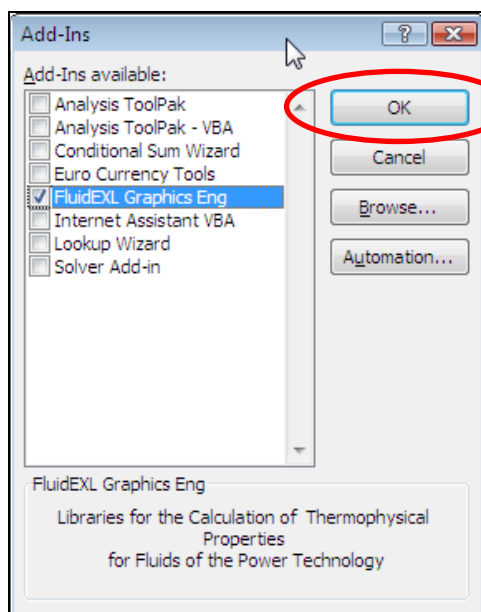 Add-Ins
Add-Ins available:
Analysis ToolPak
Analysis ToolPak - VBA
Conditional Sum Wizard
Euro Currency Tools
FluidEXL Graphics Eng
Internet Assistant VBA
Lookup Wizard
Solver Add-in
OK
Cancel
Browse...
Automation...
FluidEXL Graphics Eng
Libraries for the Calculation of Thermophysical
Properties
for Fluids of the Power Technology